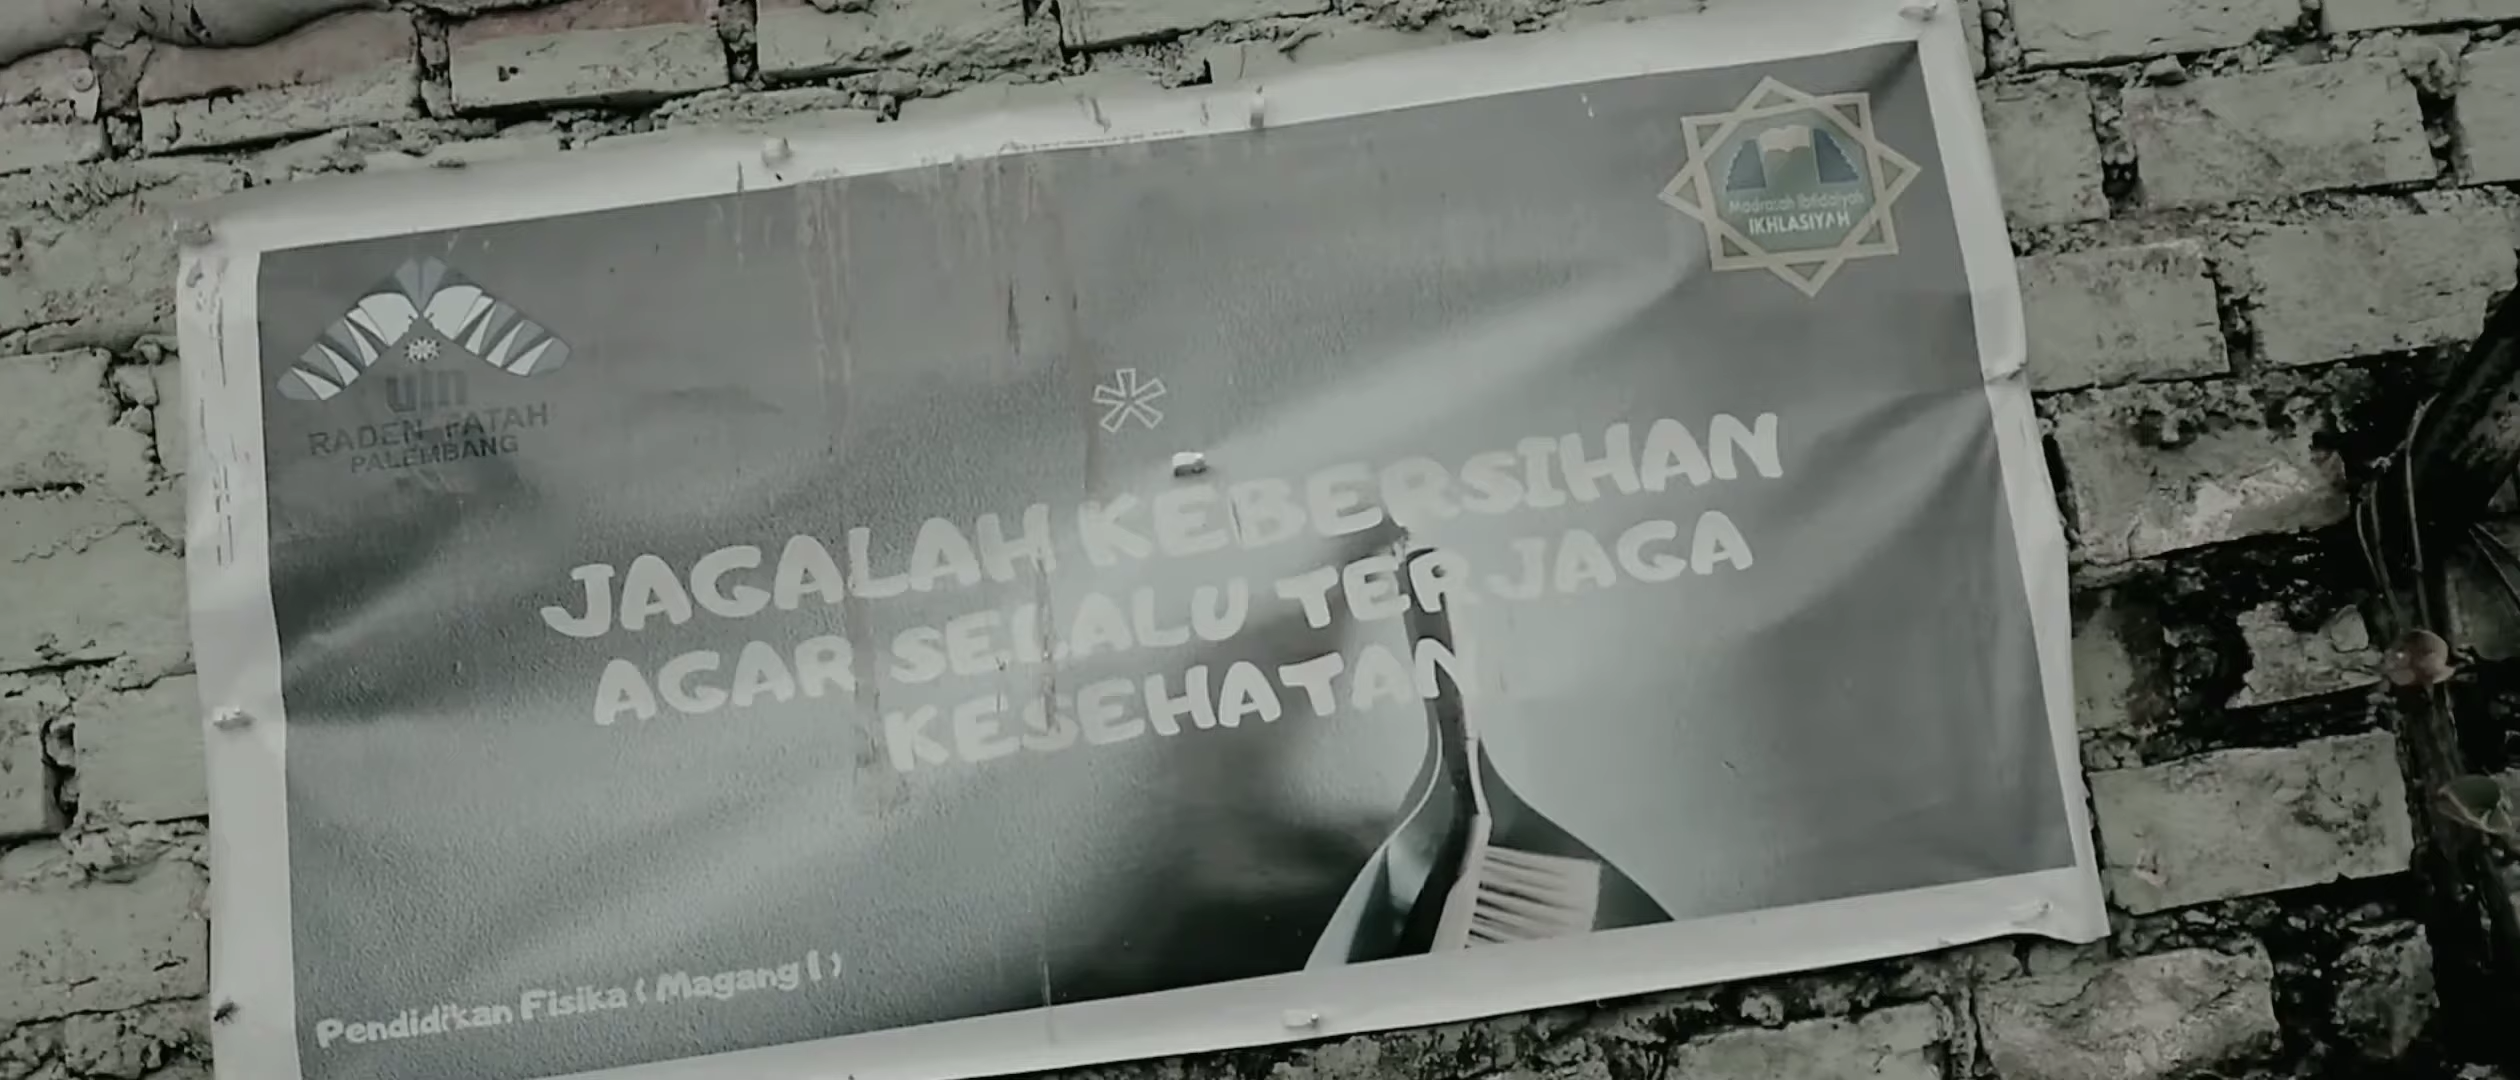 uin
RADEN FATAH
PALEMBANG
Madrasah Ibtidaiyah
IKHLASIYAH
JAGALAH KEBERSIHAN
AGAR SELALU TERJAGA
KESEHATAN
Pendidikan Fisika ( Magang I )